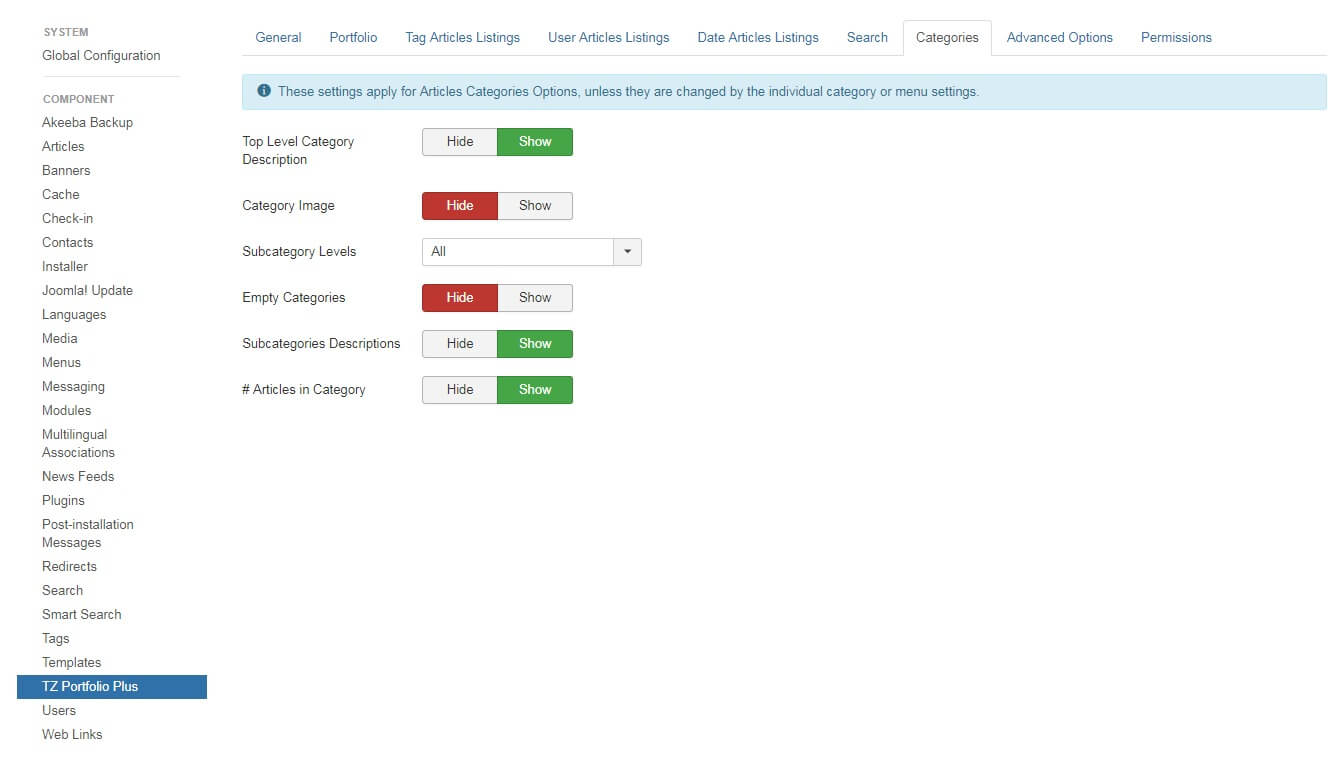 SYSTEM
Global Configuration
COMPONENT
Akeeba Backup
Articles
Banners
Cache
Check-in
Contacts
Installer
Joomla! Update
Languages
Media
Menus
Messaging
Modules
Multilingual
Associations
News Feeds
Plugins
Post-installation
Messages
Redirects
Search
Smart Search
Tags
Templates
TZ Portfolio Plus
Users
Web Links
General Portfolio Tag Articles Listings User Articles Listings Date Articles Listings Search Categories Advanced Options Permissions
These settings apply for Articles Categories Options, unless they are changed by the individual category or menu settings.
Top Level Category
Description
Hide Show
Category Image Hide Show
Subcategory Levels All
Empty Categories Hide Show
Subcategories Descriptions Hide Show
# Articles in Category Hide Show